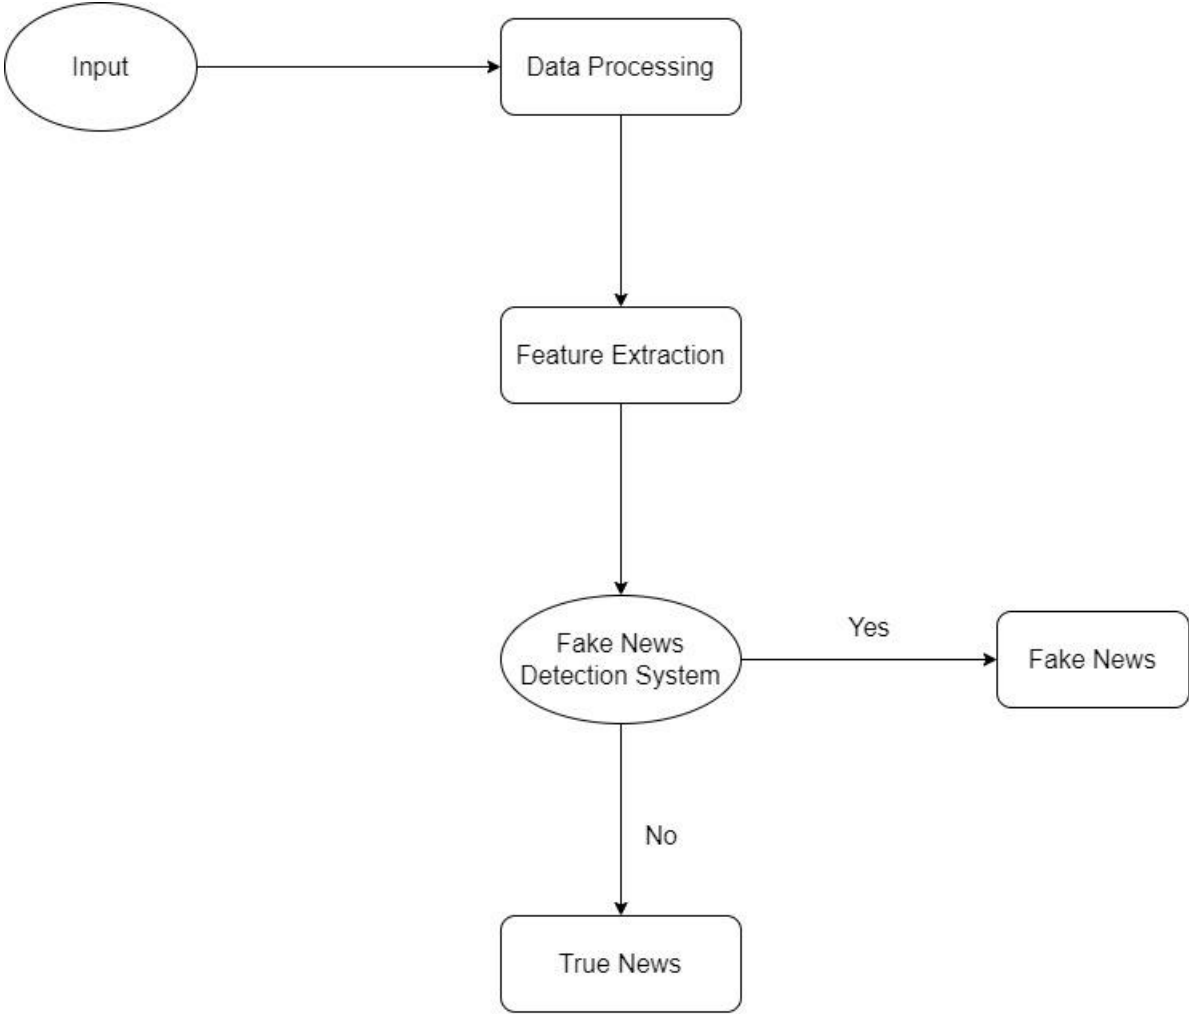 Input
Data Processing
Feature Extraction
Fake News
Detection System
Yes
Fake News
No
True News